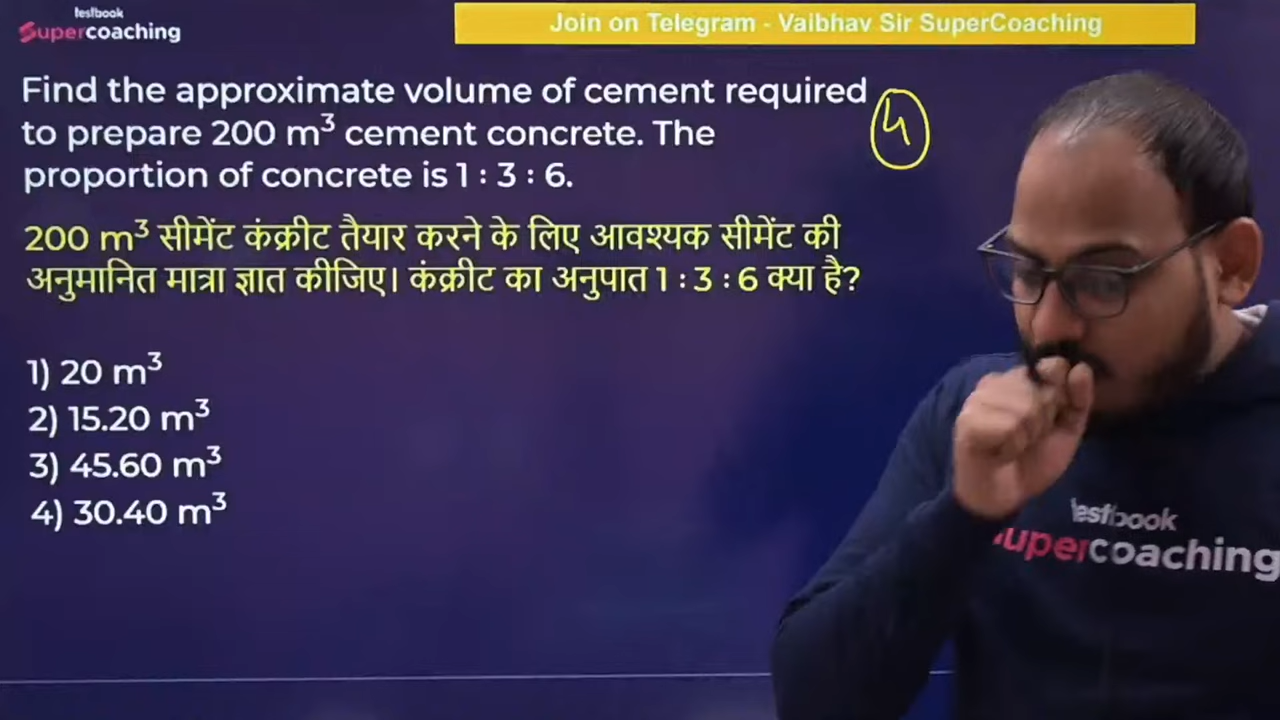 testbook
Supercoaching
Join on Telegram - Vaibhav Sir SuperCoaching
Find the approximate volume of cement required
to prepare 200 m³ cement concrete. The
proportion of concrete is 1 : 3 : 6.
4
200 m³ सीमेंट कंक्रीट तैयार करने के लिए आवश्यक सीमेंट की
अनुमानित मात्रा ज्ञात कीजिए। कंक्रीट का अनुपात 1 : 3 : 6 क्या है?
1) 20 m³
2) 15.20 m³
3) 45.60 m³
4) 30.40 m³
testbook
Supercoaching